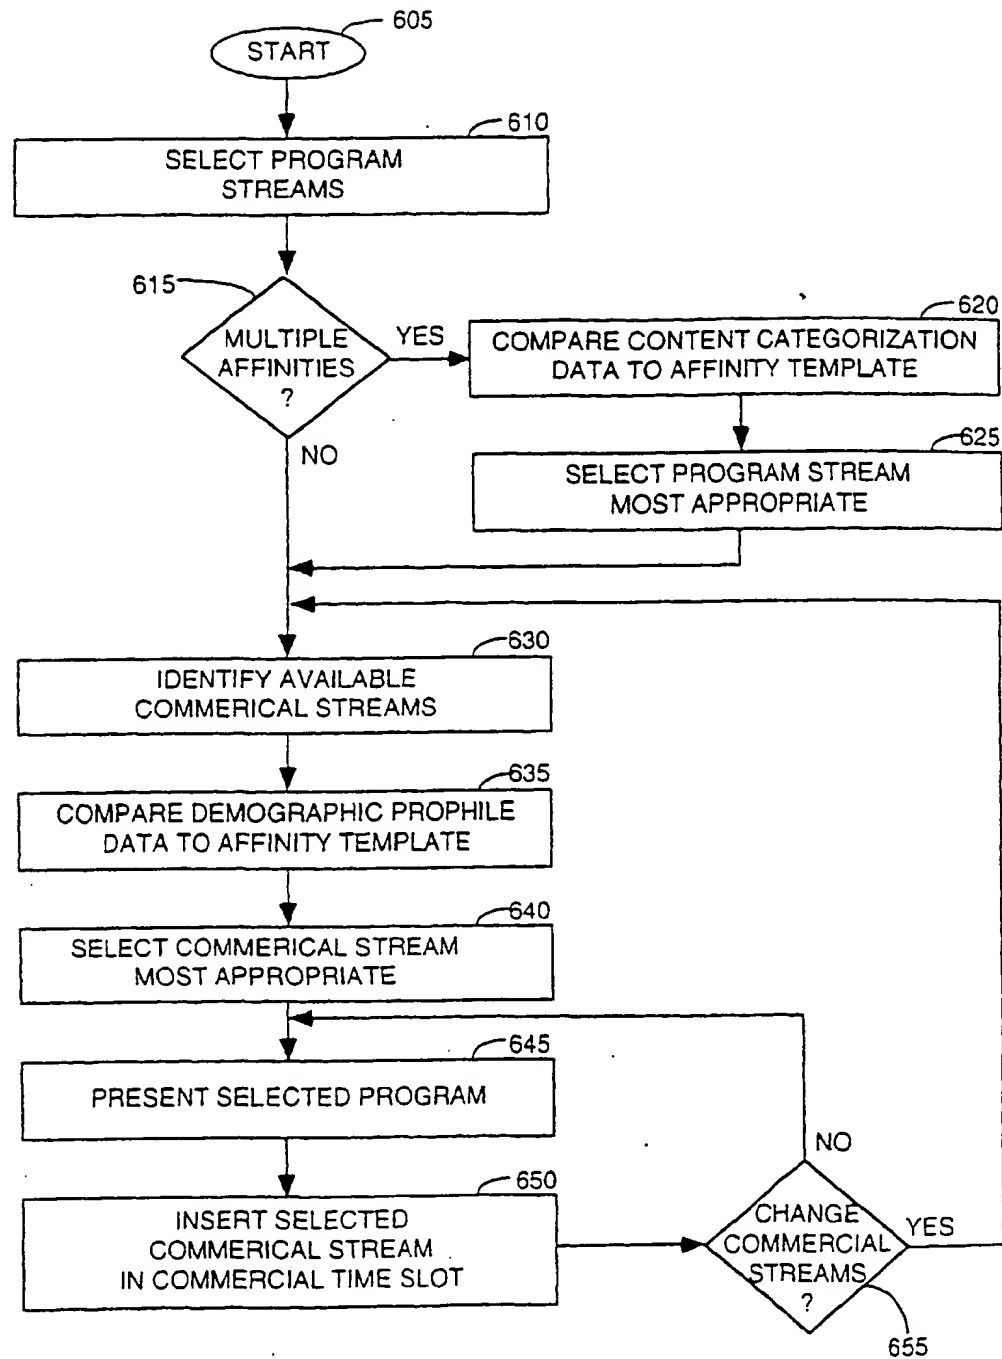 605
START
610
SELECT PROGRAM
STREAMS
615
MULTIPLE
AFFINITIES
?
YES
NO
620
COMPARE CONTENT CATEGORIZATION
DATA TO AFFINITY TEMPLATE
625
SELECT PROGRAM STREAM
MOST APPROPRIATE
630
IDENTIFY AVAILABLE
COMMERICAL STREAMS
635
COMPARE DEMOGRAPHIC PROPHILE
DATA TO AFFINITY TEMPLATE
640
SELECT COMMERICAL STREAM
MOST APPROPRIATE
645
PRESENT SELECTED PROGRAM
650
INSERT SELECTED
COMMERICAL STREAM
IN COMMERCIAL TIME SLOT
NO
CHANGE
COMMERCIAL
STREAMS
?
YES
655